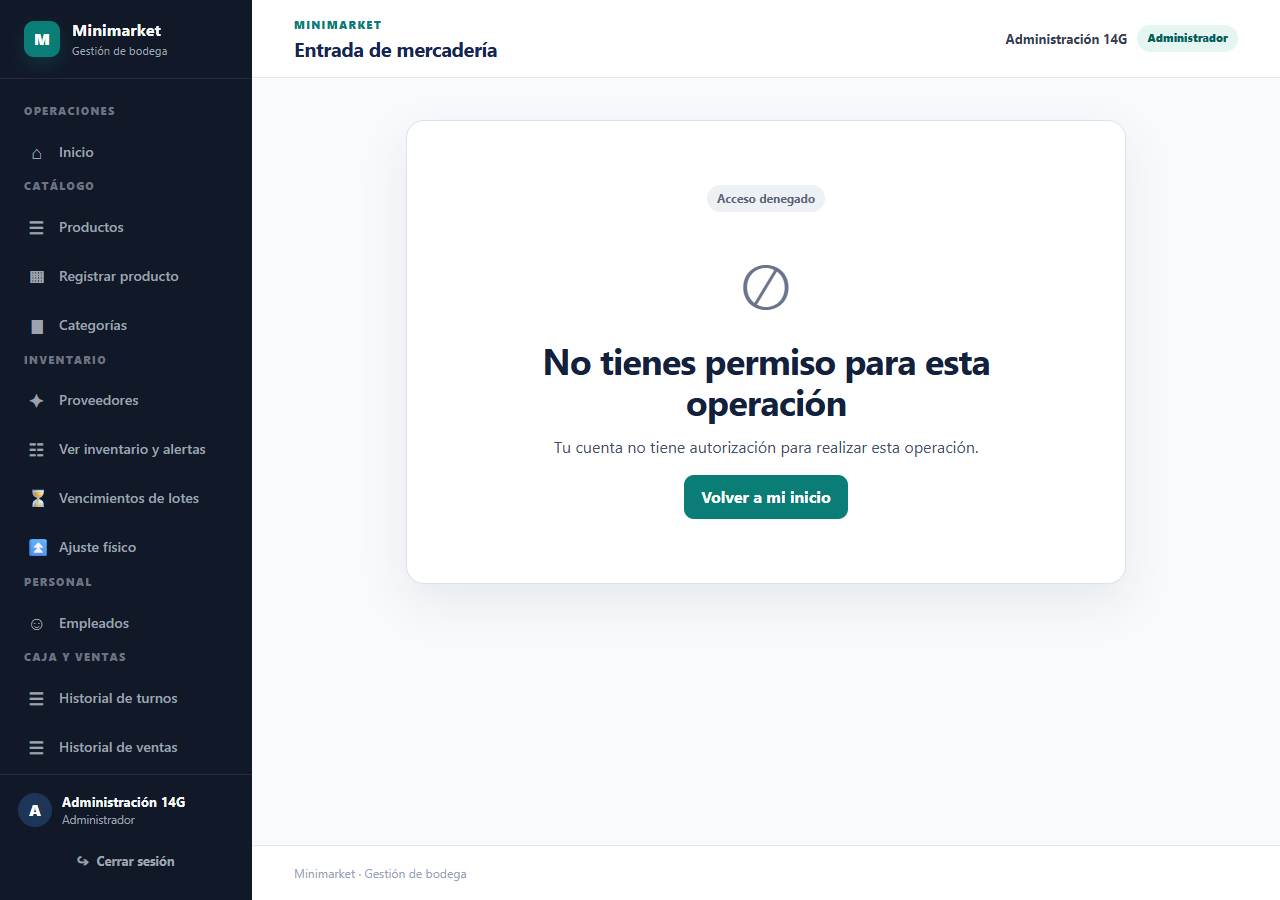 M
Minimarket
Gestión de bodega
OPERACIONES
Inicio
CATÁLOGO
Productos
Registrar producto
Categorías
INVENTARIO
Proveedores
Ver inventario y alertas
Vencimientos de lotes
Ajuste físico
PERSONAL
Empleados
CAJA Y VENTAS
Historial de turnos
Historial de ventas
A
Administración 14G
Administrador
Cerrar sesión
MINIMARKET
Entrada de mercadería
Administración 14G
Administrador
Acceso denegado
No tienes permiso para esta
operación
Tu cuenta no tiene autorización para realizar esta operación.
Volver a mi inicio
Minimarket · Gestión de bodega